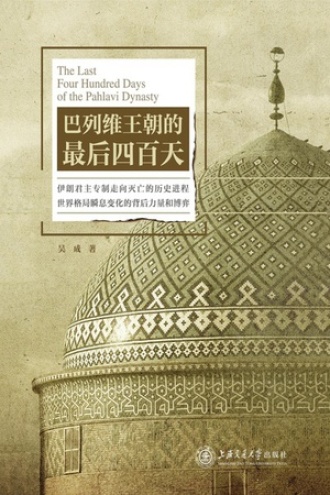 The Last
Four Hundred Days
of the Pahlavi Dynasty
巴列维王朝的
最后四百天
伊朗君主专制走向灭亡的历史进程
世界格局瞬息变化的背后力量和博弈
吴 成 著
上海交通大学出版社